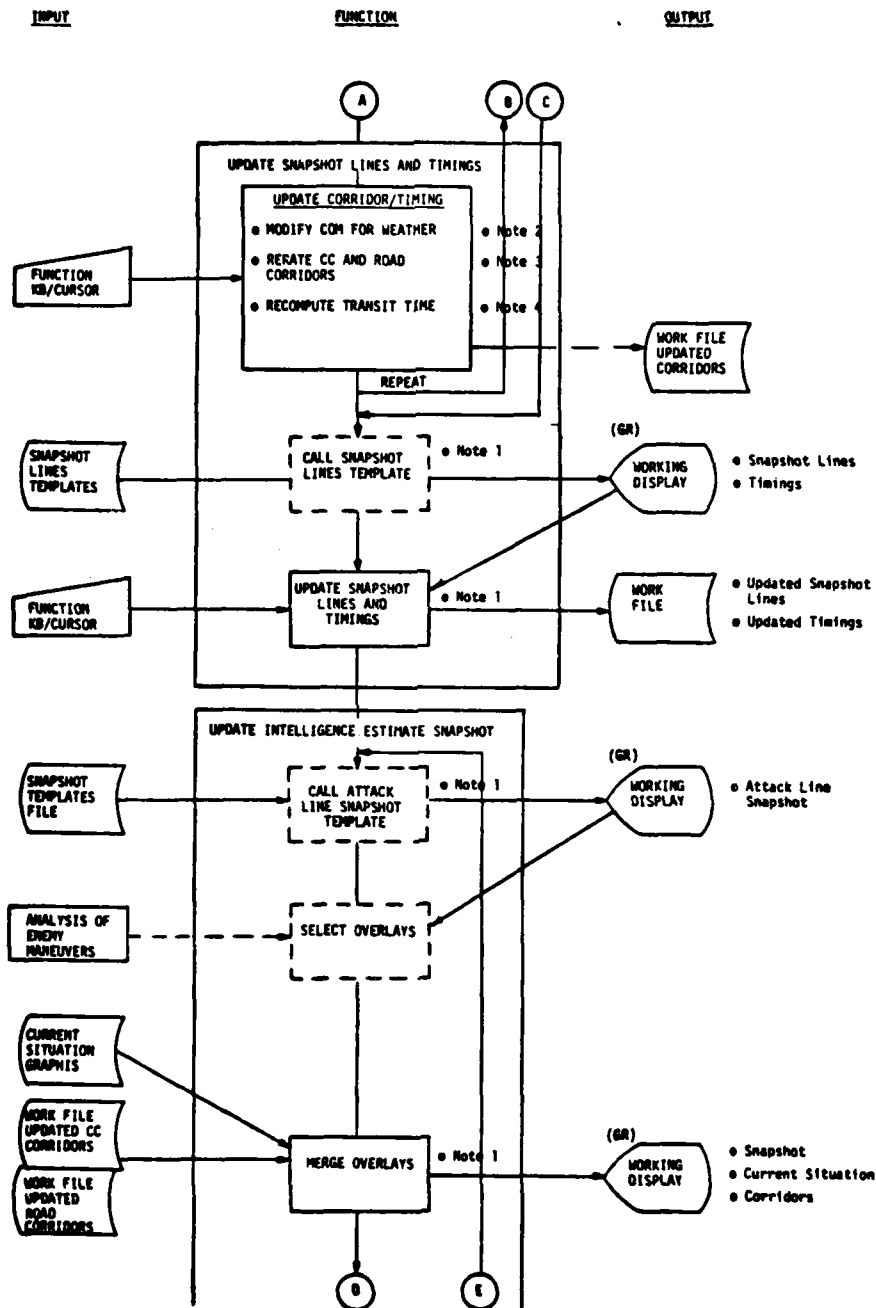 INPUT
FUNCTION
OUTPUT
A
B
C
UPDATE SNAPSHOT LINES AND TIMINGS
UPDATE CORRIDOR/TIMING
● MODIFY COM FOR WEATHER
● Note 2
● RERATE CC AND ROAD
CORRIDORS
● Note 3
● RECOMPUTE TRANSIT TIME
● Note 4
FUNCTION
KB/CURSOR
WORK FILE
UPDATED
CORRIDORS
REPEAT
SNAPSHOT
LINES
TEMPLATES
CALL SNAPSHOT
LINES TEMPLATE
● Note 1
(GR)
WORKING
DISPLAY
● Snapshot Lines
● Timings
FUNCTION
KB/CURSOR
UPDATE SNAPSHOT
LINES AND
TIMINGS
● Note 1
WORK
FILE
● Updated Snapshot
Lines
● Updated Timings
UPDATE INTELLIGENCE ESTIMATE SNAPSHOT
SNAPSHOT
TEMPLATES
FILE
CALL ATTACK
LINE SNAPSHOT
TEMPLATE
● Note 1
(GR)
WORKING
DISPLAY
● Attack Line
Snapshot
ANALYSIS OF
ENEMY
MANEUVERS
SELECT OVERLAYS
CURRENT
SITUATION
GRAPHIS
WORK FILE
UPDATED CC
CORRIDORS
WORK FILE
UPDATED
ROAD
CORRIDORS
MERGE OVERLAYS
● Note 1
(GR)
WORKING
DISPLAY
● Snapshot
● Current Situation
● Corridors
D
E